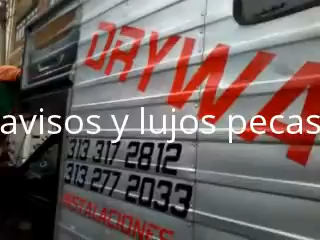 DRYWA
avisos y lujos pecas
313 317 2812
313 277 2033
INSTALACIONES